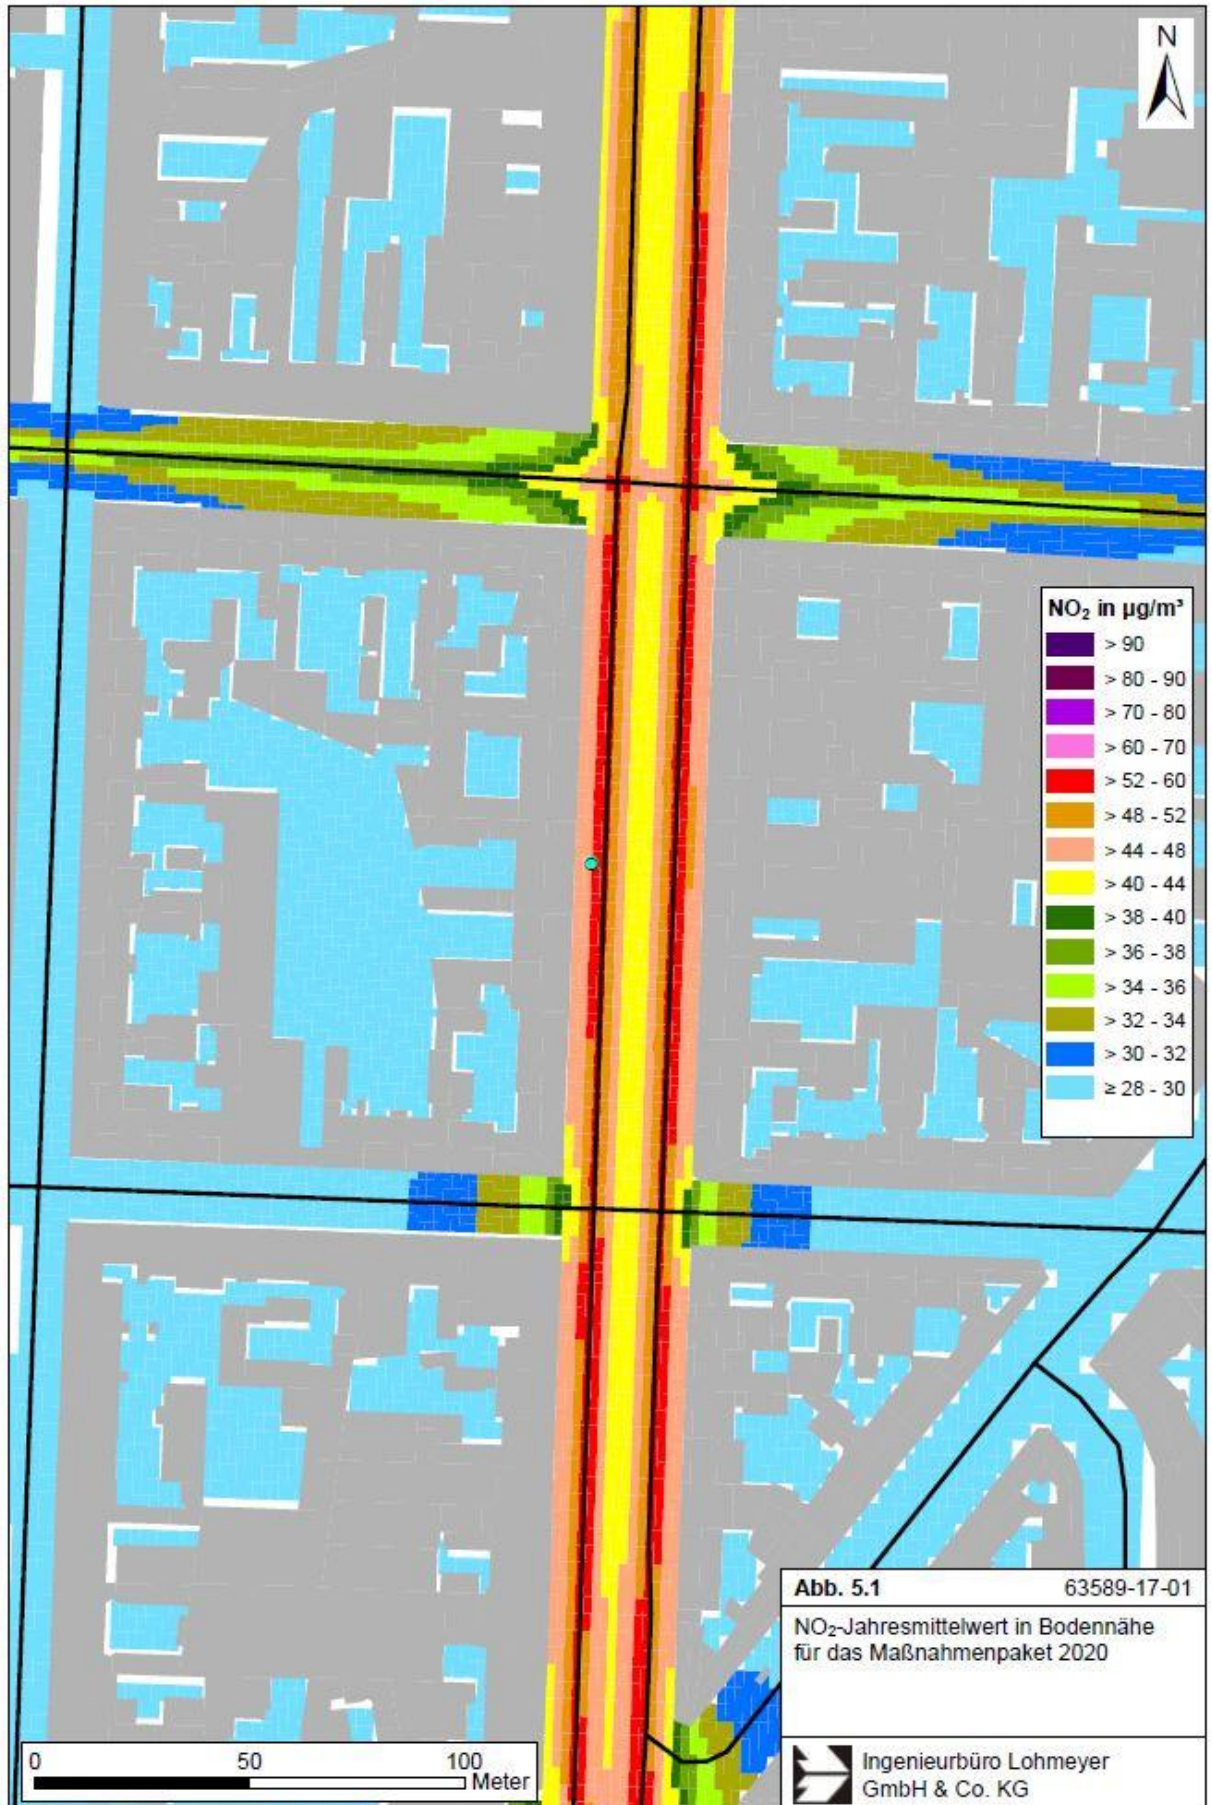 N
NO₂ in µg/m³
> 90
> 80 - 90
> 70 - 80
> 60 - 70
> 52 - 60
> 48 - 52
> 44 - 48
> 40 - 44
> 38 - 40
> 36 - 38
> 34 - 36
> 32 - 34
> 30 - 32
≥ 28 - 30
Abb. 5.1 63589-17-01
NO₂-Jahresmittelwert in Bodennähe
für das Maßnahmenpaket 2020
0 50 100
Meter
Ingenieurbüro Lohmeyer
GmbH & Co. KG